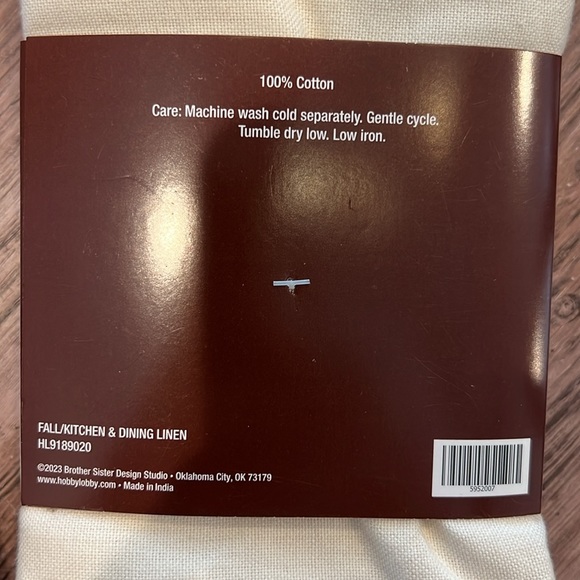 100% Cotton
Care: Machine wash cold separately. Gentle cycle.
Tumble dry low. Low iron.
FALL/KITCHEN & DINING LINEN
HL9189020
©2023 Brother Sister Design Studio • Oklahoma City, OK 73179
www.hobbylobby.com • Made in India
5952007